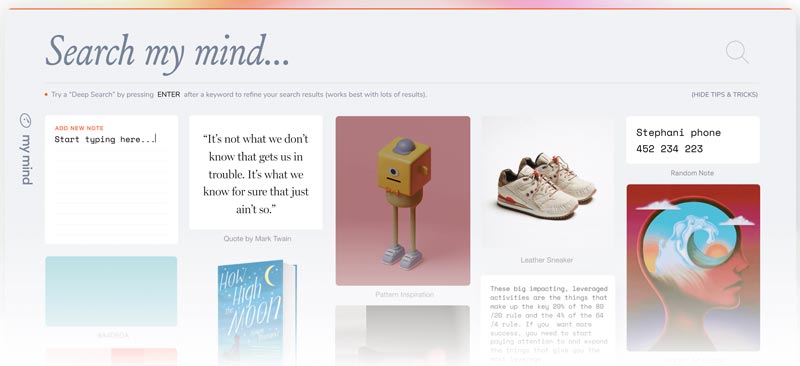 Search my mind...
Try a “Deep Search” by pressing ENTER after a keyword to refine your search results (works best with lots of results).
(HIDE TIPS & TRICKS)
my mind
ADD NEW NOTE
Start typing here...
“It’s not what we don’t
know that gets us in
trouble. It’s what we
know for sure that just
ain’t so.”
Quote by Mark Twain
How
High
the
Moon
Pattern Inspiration
Leather Sneaker
These big impacting, leveraged
activities are the things that
make up the key 20% of the 80
/20 rule and the 4% of the 64
/4 rule. If you want more
success, you need to start
paying attention to and expand
the things that give you the
most leverage.
Stephani phone
452 234 223
Random Note